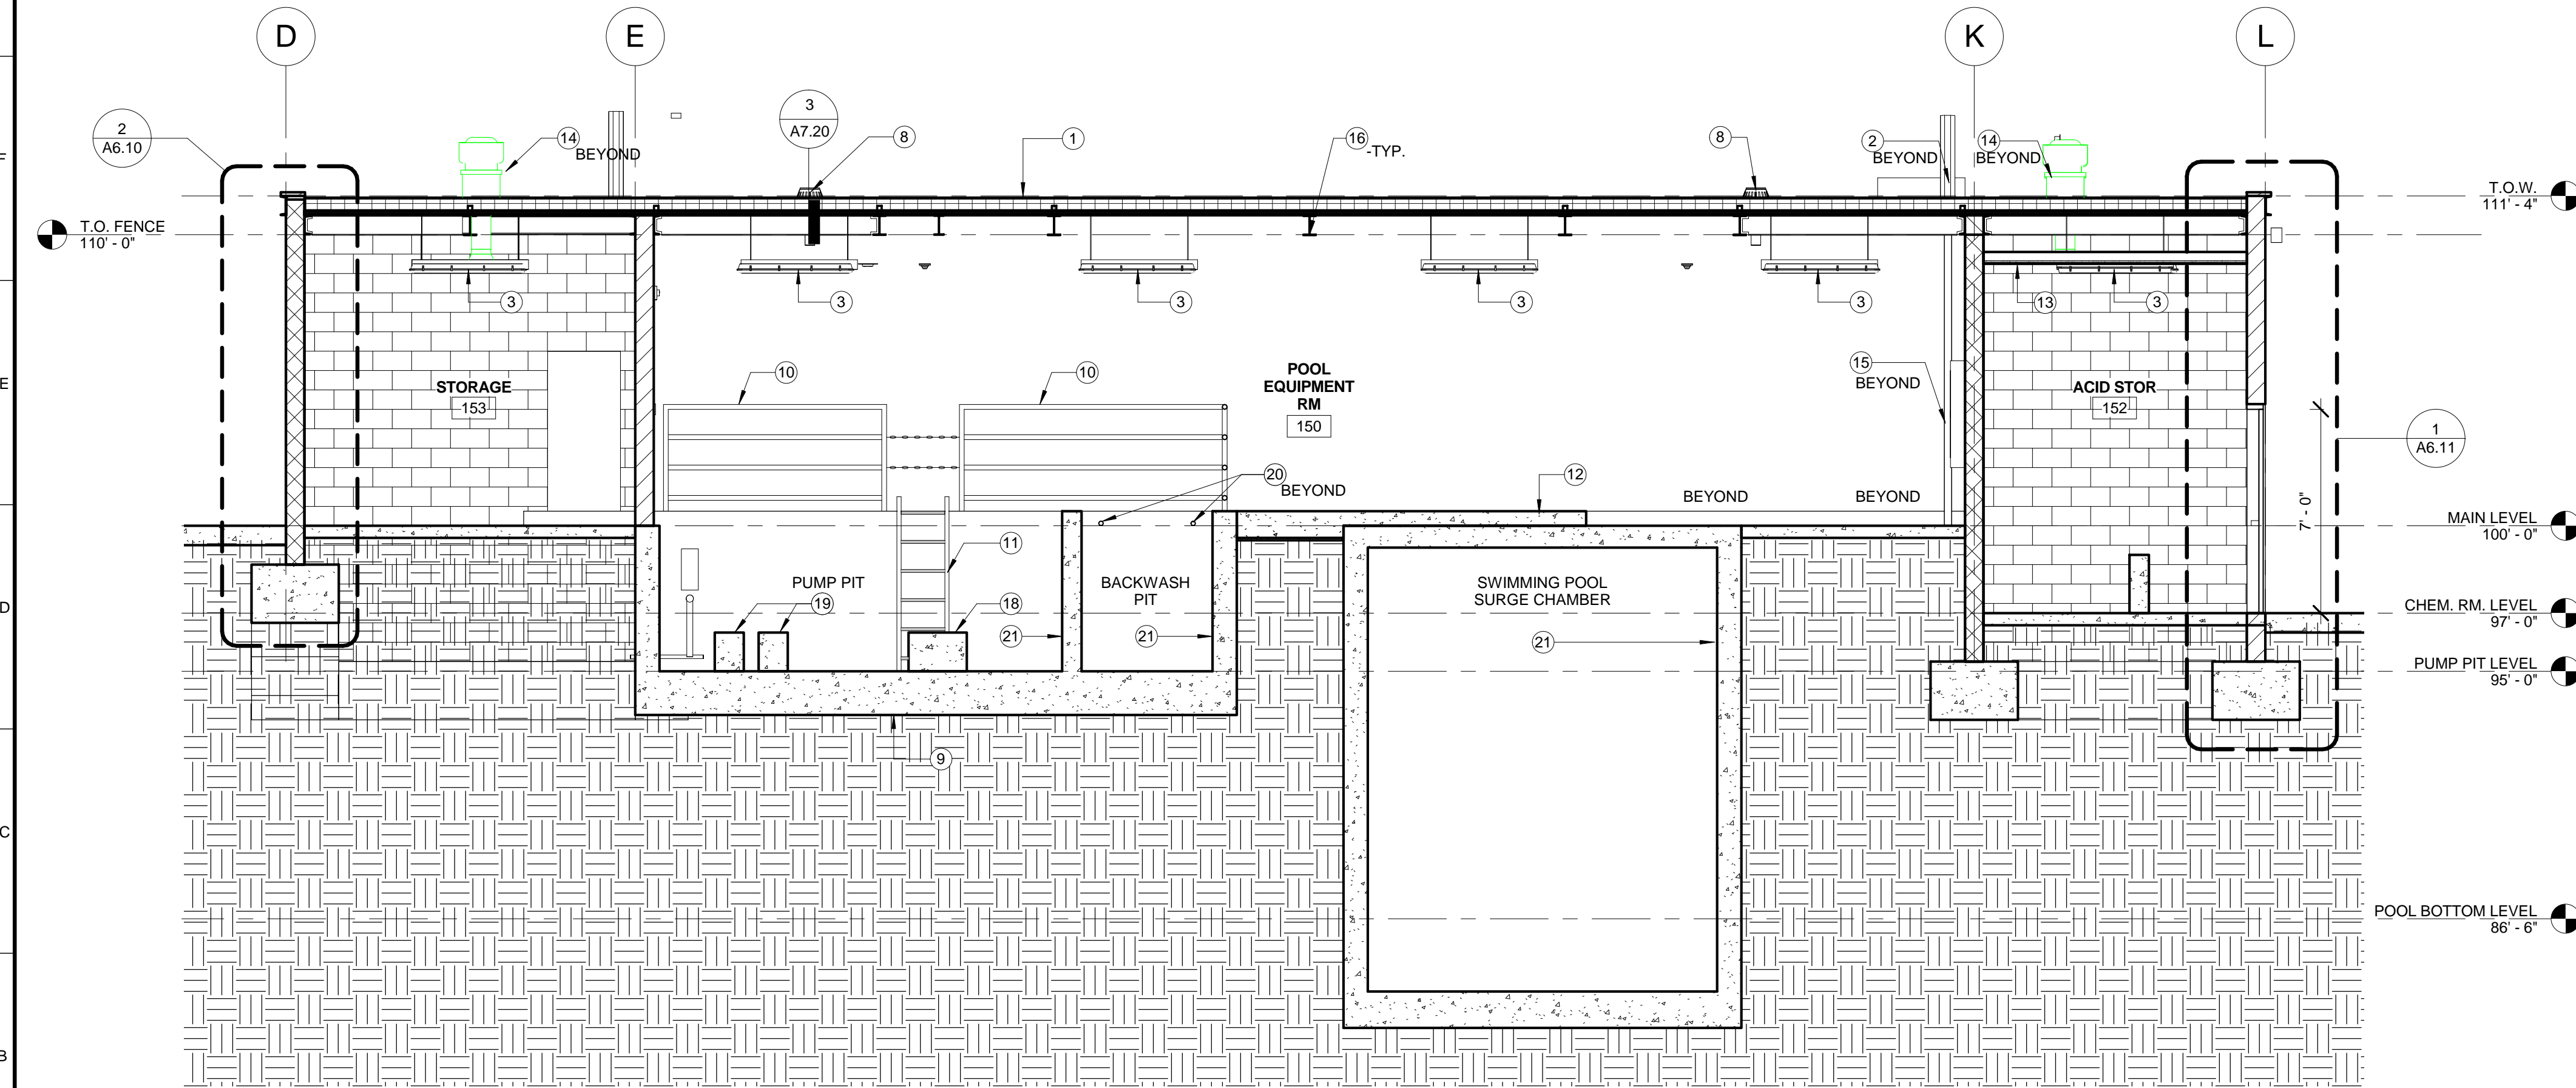 D
E
K
L
F
2
A6.10
14
BEYOND
3
A7.20
8
1
16
-TYP.
8
2
BEYOND
14
BEYOND
T.O.W.
111' - 4"
T.O. FENCE
110' - 0"
3
3
3
3
3
13
3
E
STORAGE
153
10
10
POOL
EQUIPMENT
RM
150
15
BEYOND
ACID STOR
152
1
A6.11
20
BEYOND
12
BEYOND
BEYOND
7' - 0"
MAIN LEVEL
100' - 0"
11
D
PUMP PIT
BACKWASH
PIT
SWIMMING POOL
SURGE CHAMBER
19
18
21
21
21
CHEM. RM. LEVEL
97' - 0"
PUMP PIT LEVEL
95' - 0"
9
C
POOL BOTTOM LEVEL
86' - 6"
B